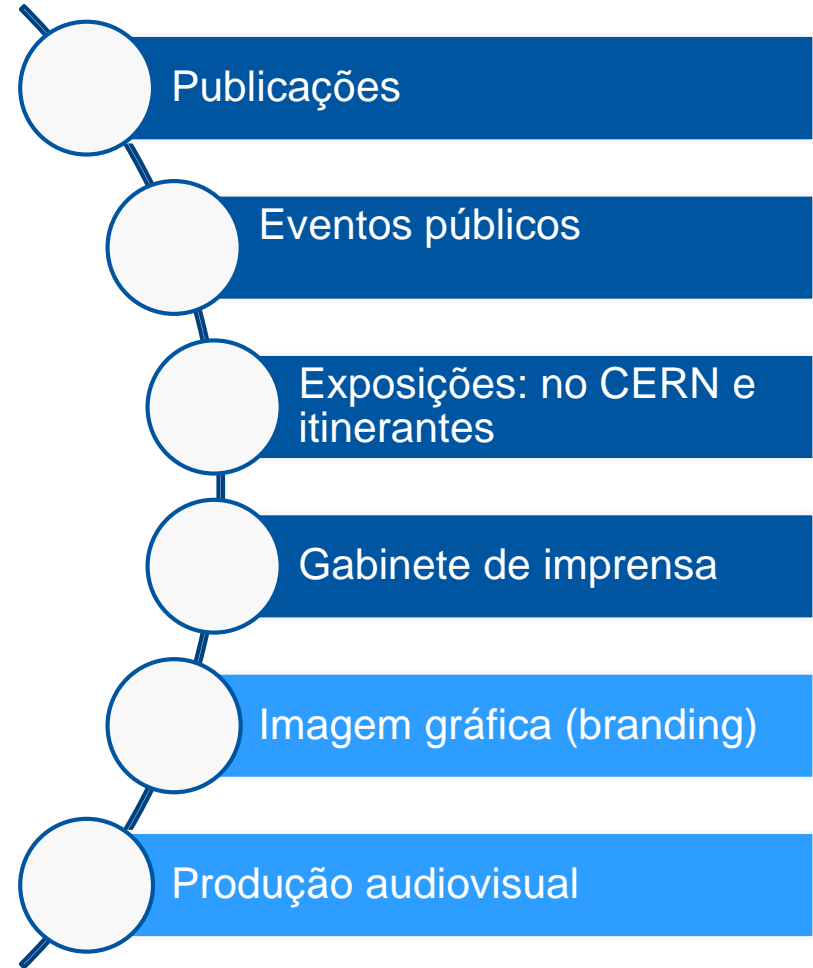 Publicações
Eventos públicos
Exposições: no CERN e
itinerantes
Gabinete de imprensa
Imagem gráfica (branding)
Produção audiovisual